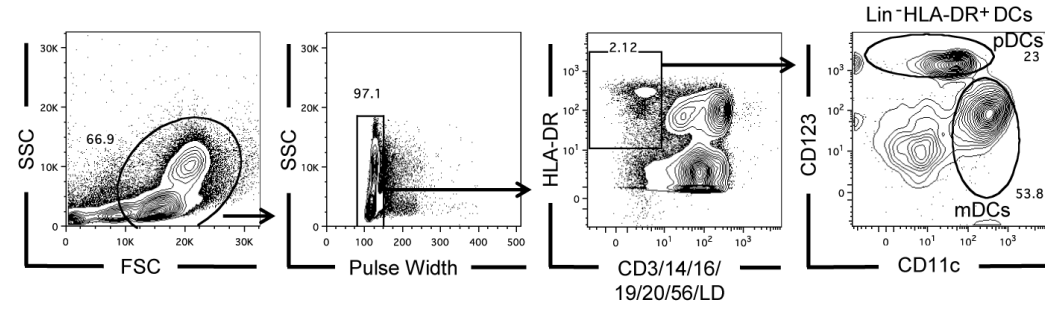 Lin⁻HLA-DR⁺ DCs
pDCs
23
53.8
mDCs
CD123
10³
10²
10¹
0
0
10¹
10²
10³
CD11c
2.12
HLA-DR
10³
10²
10¹
0
0
10²
10³
CD3/14/16/
19/20/56/LD
97.1
SSC
30K
20K
10K
0
0
100
200
300
400
500
Pulse Width
66.9
SSC
30K
20K
10K
0
0
10K
20K
30K
FSC